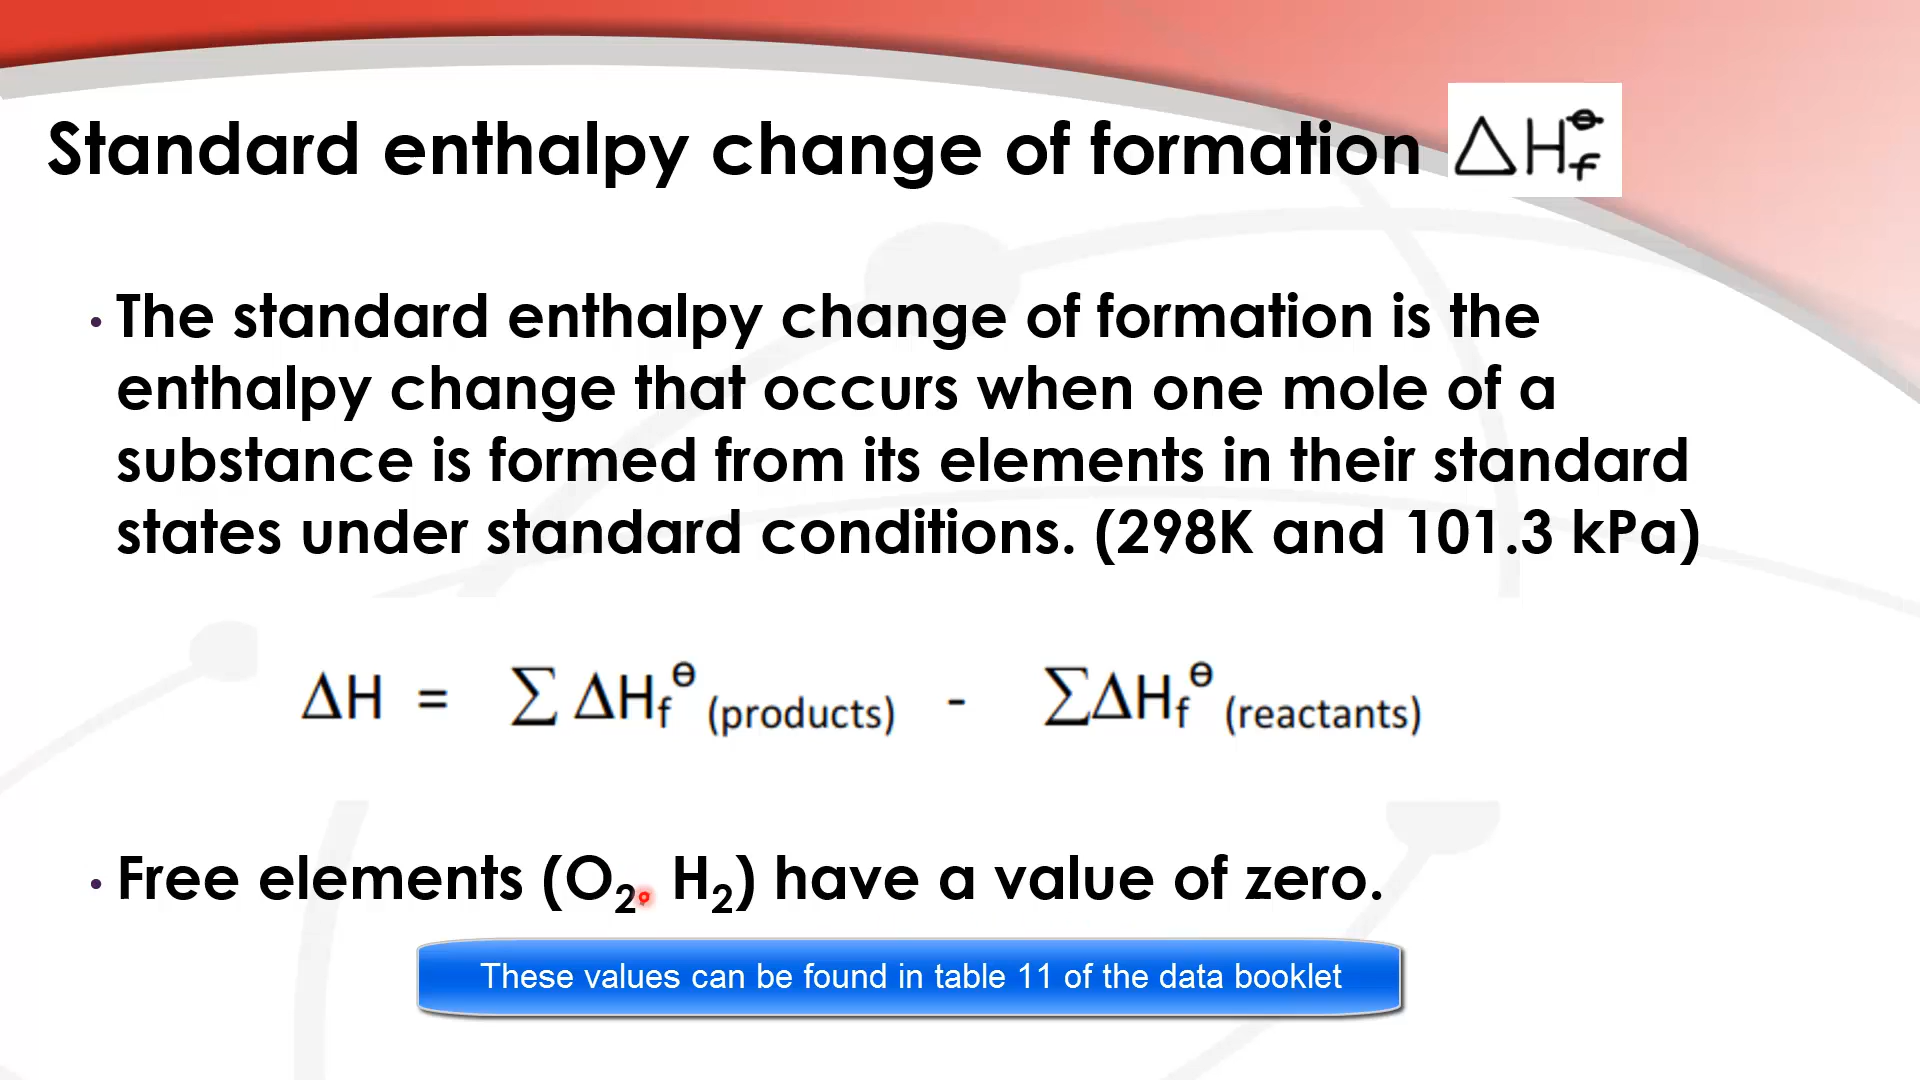 Standard enthalpy change of formation ΔH_f^ө
• The standard enthalpy change of formation is the
enthalpy change that occurs when one mole of a
substance is formed from its elements in their standard
states under standard conditions. (298K and 101.3 kPa)
ΔH = ∑ ΔH_f^ө (products) - ∑ΔH_f^ө (reactants)
• Free elements (O₂, H₂) have a value of zero.
These values can be found in table 11 of the data booklet